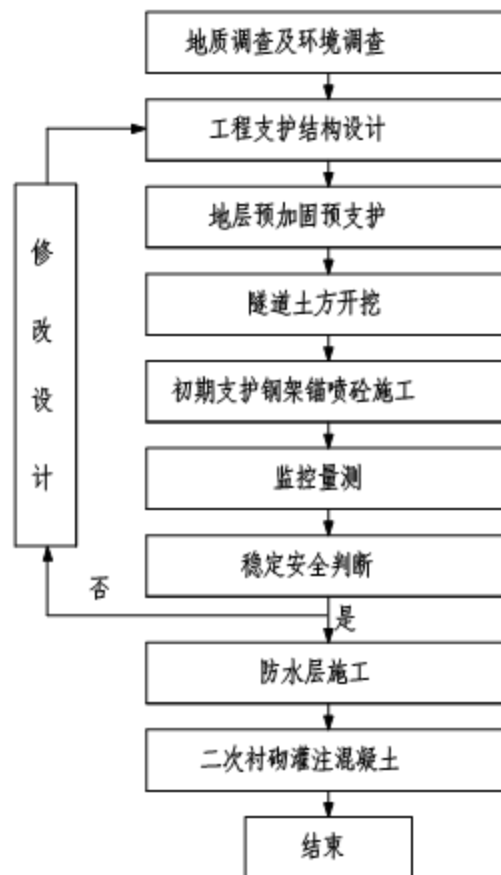 地质调查及环境调查
工程支护结构设计
地层预加固预支护
隧道土方开挖
初期支护钢架锚喷砼施工
监控量测
稳定安全判断
修
改
设
计
否
是
防水层施工
二次衬砌灌注混凝土
结束